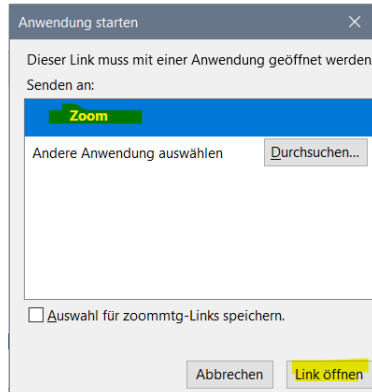 Anwendung starten
Dieser Link muss mit einer Anwendung geöffnet werden
Senden an:
Zoom
Andere Anwendung auswählen Durchsuchen...
Auswahl für zoommtg-Links speichern.
Abbrechen Link öffnen